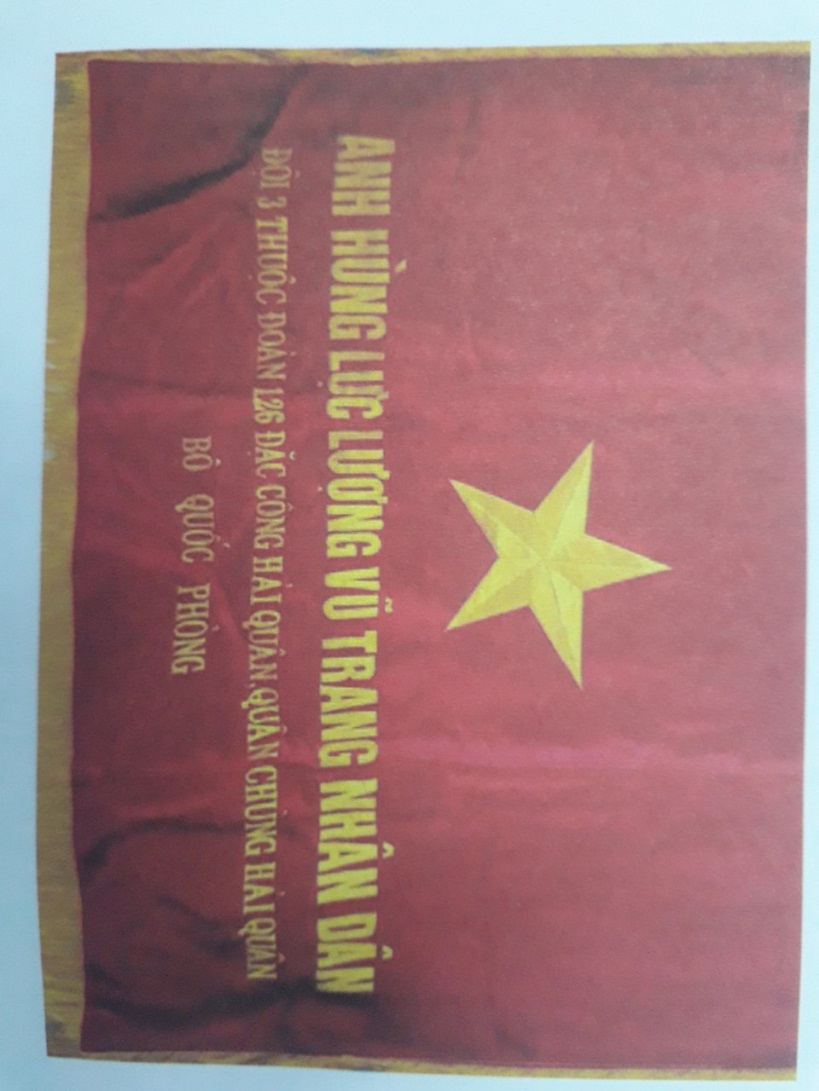 ANH HÙNG LỰC LƯỢNG VŨ TRANG NHÂN DÂN
ĐỘI 3 THUỘC ĐOÀN 126 ĐẶC CÔNG HẢI QUÂN, QUÂN CHỦNG HẢI QUÂN
BỘ QUỐC PHÒNG